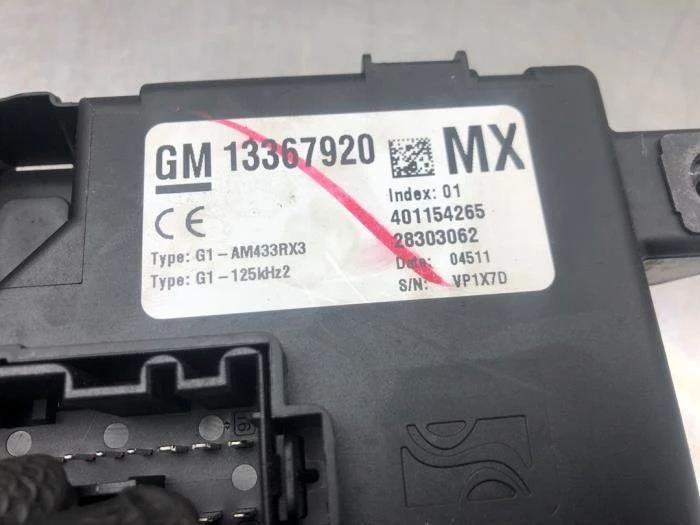 GM 13367920 MX
Index: 01
401154265
28303062
Date: 04511
S/N: VP1X7D
CE
Type: G1-AM433RX3
Type: G1-125kHz2